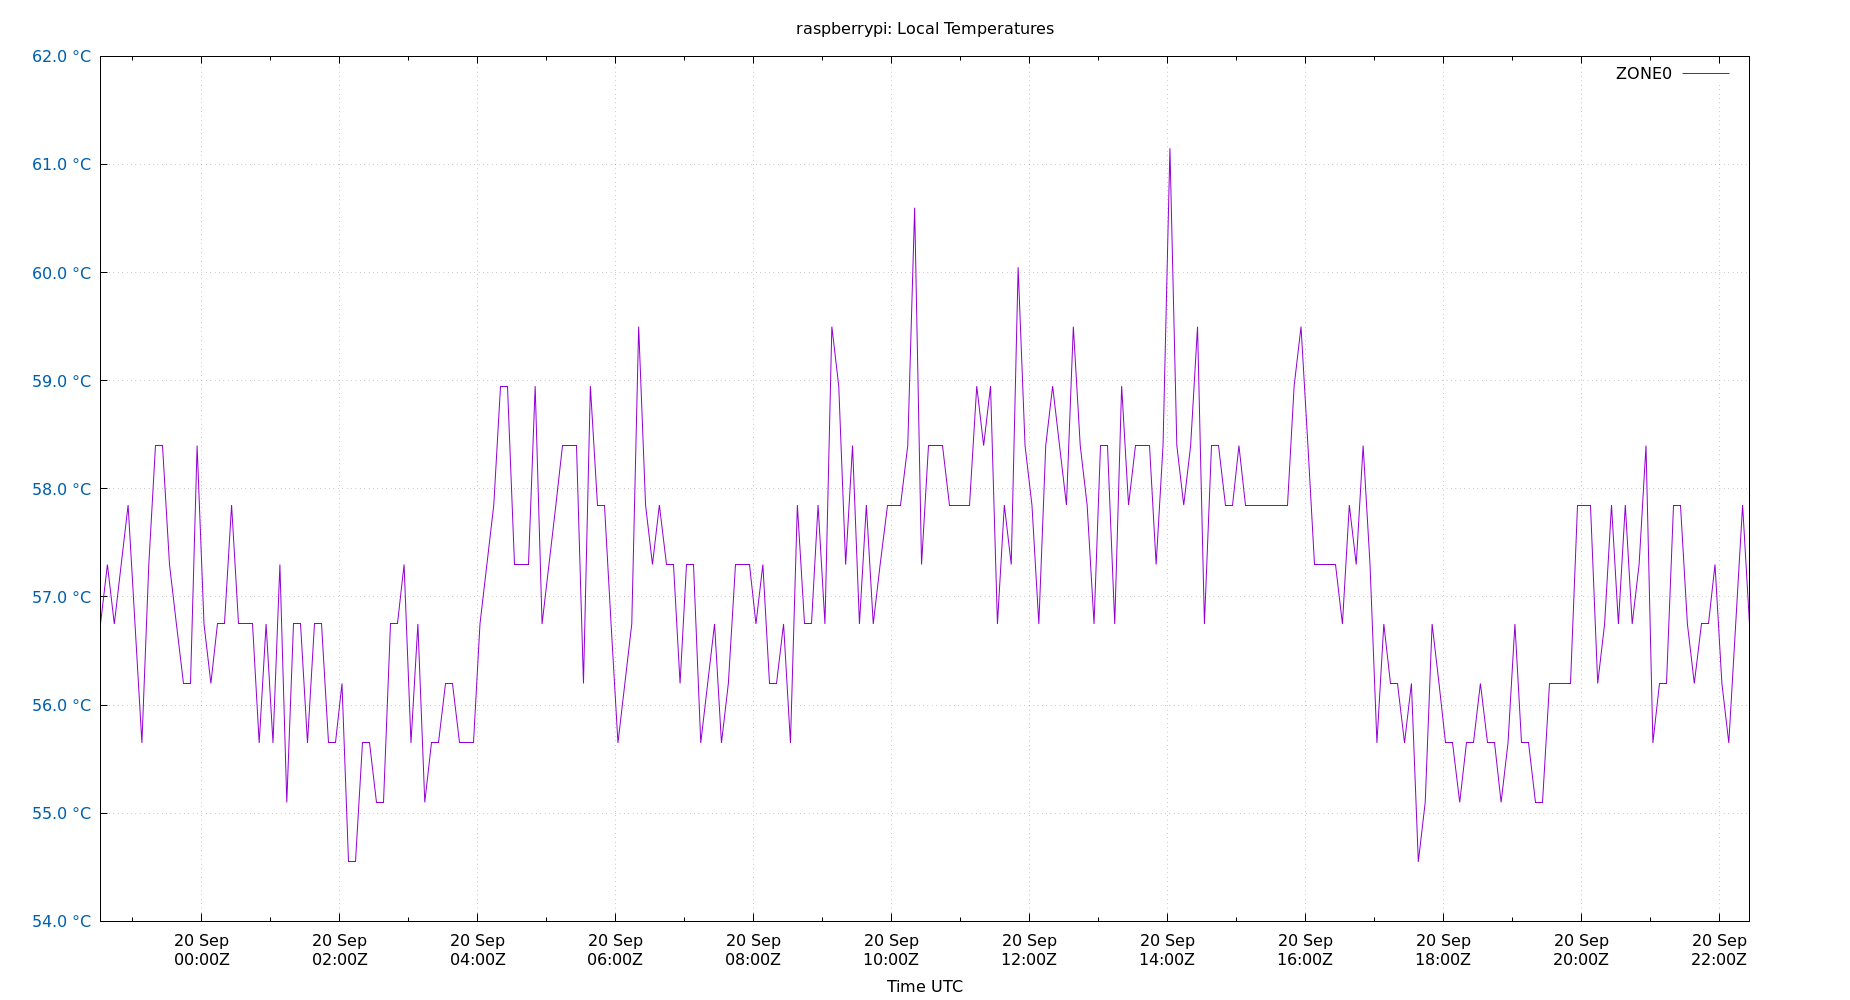 raspberrypi: Local Temperatures
ZONE0
62.0 °C
61.0 °C
60.0 °C
59.0 °C
58.0 °C
57.0 °C
56.0 °C
55.0 °C
54.0 °C
20 Sep 20 Sep 20 Sep 20 Sep 20 Sep 20 Sep 20 Sep 20 Sep 20 Sep 20 Sep 20 Sep 20 Sep
00:00Z 02:00Z 04:00Z 06:00Z 08:00Z 10:00Z 12:00Z 14:00Z 16:00Z 18:00Z 20:00Z 22:00Z
Time UTC